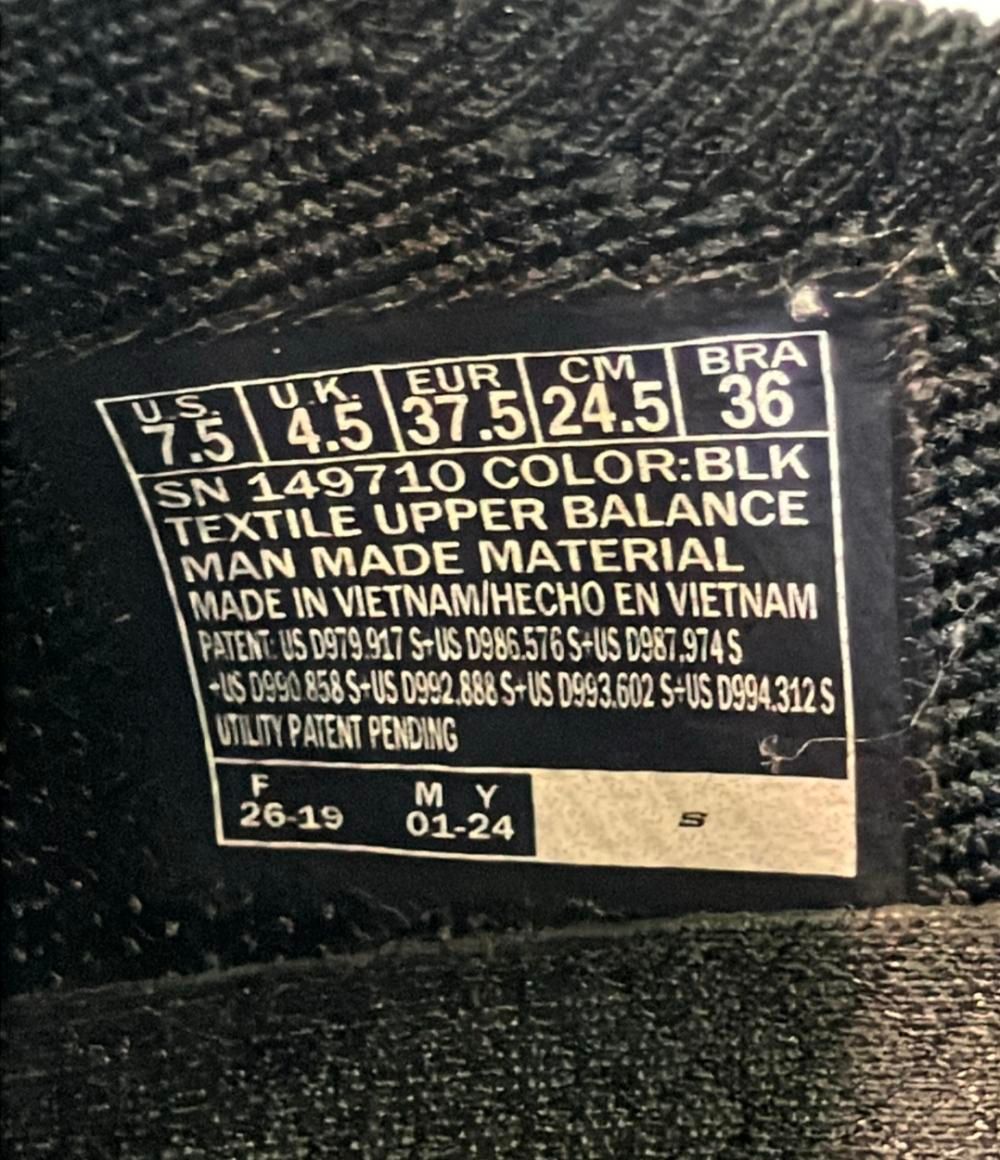 U.S. U.K. EUR CM BRA
7.5 4.5 37.5 24.5 36
SN 149710 COLOR:BLK
TEXTILE UPPER BALANCE
MAN MADE MATERIAL
MADE IN VIETNAM/HECHO EN VIETNAM
PATENT: US D979.917 S+US D986.576 S+US D987.974 S
+US D990.858 S+US D992.888 S+US D993.602 S+US D994.312 S
UTILITY PATENT PENDING
F M Y
26-19 01-24
S